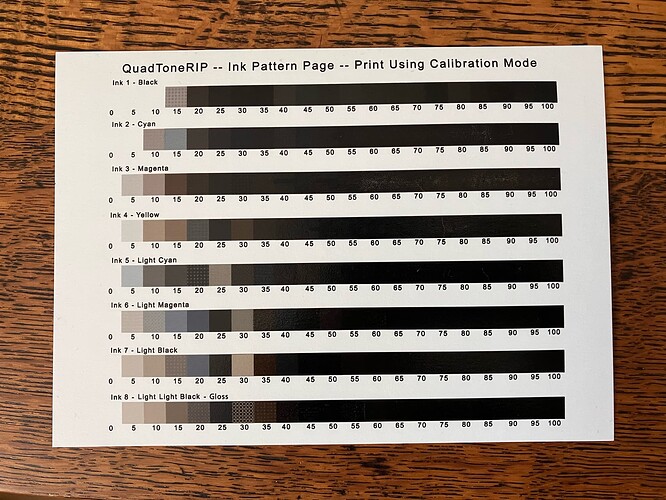 QuadToneRIP -- Ink Pattern Page -- Print Using Calibration Mode
Ink 1 - Black
0 5 10 15 20 25 30 35 40 45 50 55 60 65 70 75 80 85 90 95 100
Ink 2 - Cyan
0 5 10 15 20 25 30 35 40 45 50 55 60 65 70 75 80 85 90 95 100
Ink 3 - Magenta
0 5 10 15 20 25 30 35 40 45 50 55 60 65 70 75 80 85 90 95 100
Ink 4 - Yellow
0 5 10 15 20 25 30 35 40 45 50 55 60 65 70 75 80 85 90 95 100
Ink 5 - Light Cyan
0 5 10 15 20 25 30 35 40 45 50 55 60 65 70 75 80 85 90 95 100
Ink 6 - Light Magenta
0 5 10 15 20 25 30 35 40 45 50 55 60 65 70 75 80 85 90 95 100
Ink 7 - Light Black
0 5 10 15 20 25 30 35 40 45 50 55 60 65 70 75 80 85 90 95 100
Ink 8 - Light Light Black - Gloss
0 5 10 15 20 25 30 35 40 45 50 55 60 65 70 75 80 85 90 95 100